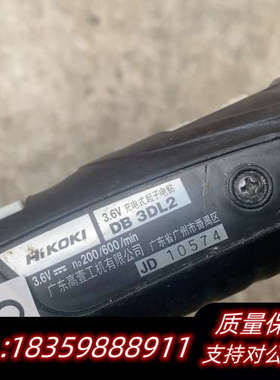 3.6V 充电式起子电钻
HiKOKI DB 3DL2
3.6V n₀200/600/min
广东高壹工机有限公司
广东省广州市番禺区
JD 10574
质量保
:18359888911
支持对公